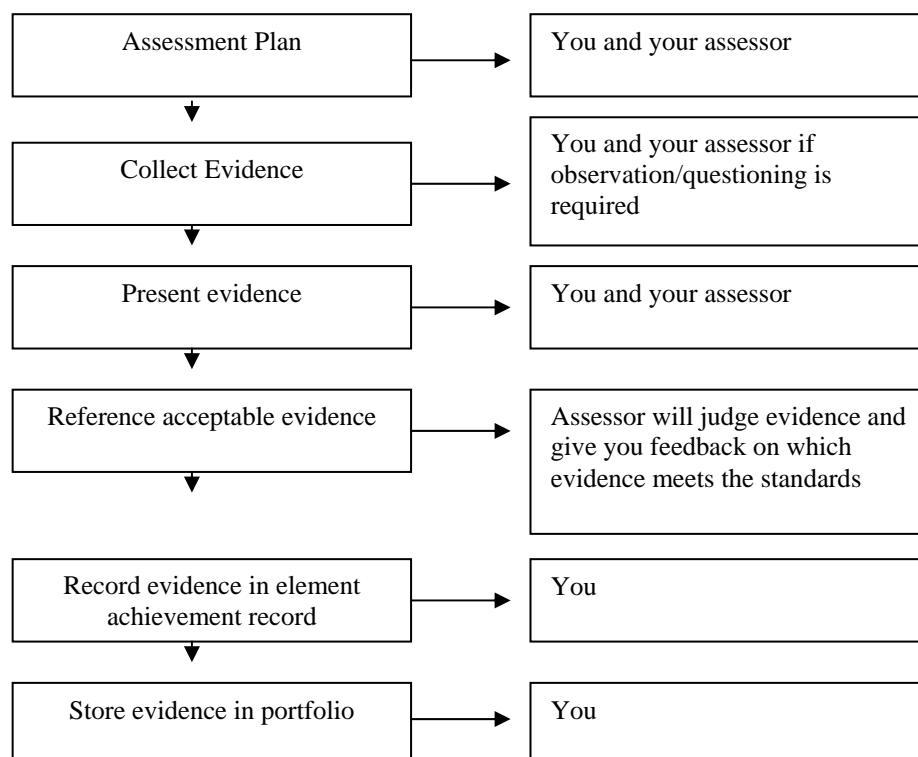 Assessment Plan
You and your assessor
Collect Evidence
You and your assessor if
observation/questioning is
required
Present evidence
You and your assessor
Reference acceptable evidence
Assessor will judge evidence and
give you feedback on which
evidence meets the standards
Record evidence in element
achievement record
You
Store evidence in portfolio
You